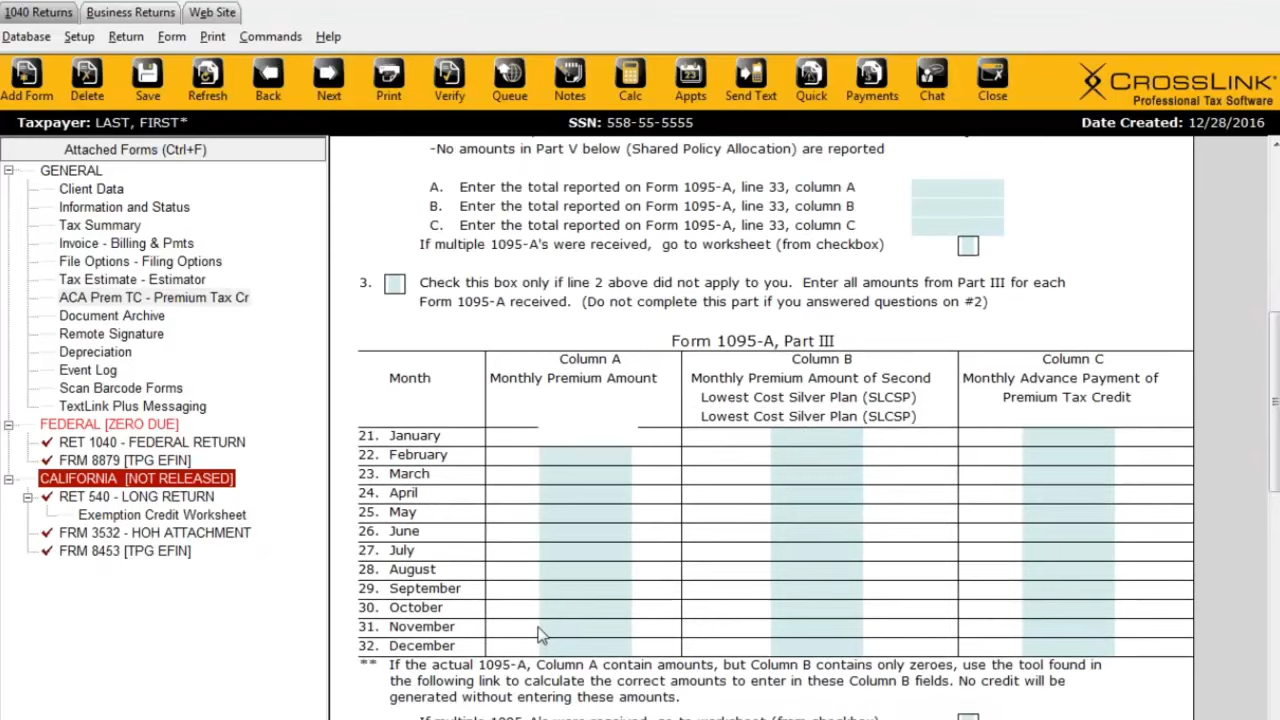 1040 Returns Business Returns Web Site
Database Setup Return Form Print Commands Help
Add Form Delete Save Refresh Back Next Print Verify Queue Notes Calc Appts Send Text Quick Payments Chat Close
CROSSLINK
Professional Tax Software
Taxpayer: LAST, FIRST* SSN: 558-55-5555 Date Created: 12/28/2016
Attached Forms (Ctrl+F)
GENERAL
Client Data
Information and Status
Tax Summary
Invoice - Billing & Pmts
File Options - Filing Options
Tax Estimate - Estimator
ACA Prem TC - Premium Tax Cr
Document Archive
Remote Signature
Depreciation
Event Log
Scan Barcode Forms
TextLink Plus Messaging
FEDERAL [ZERO DUE]
RET 1040 - FEDERAL RETURN
FRM 8879 [TPG EFIN]
CALIFORNIA [NOT RELEASED]
RET 540 - LONG RETURN
Exemption Credit Worksheet
FRM 3532 - HOH ATTACHMENT
FRM 8453 [TPG EFIN]
-No amounts in Part V below (Shared Policy Allocation) are reported
A. Enter the total reported on Form 1095-A, line 33, column A
B. Enter the total reported on Form 1095-A, line 33, column B
C. Enter the total reported on Form 1095-A, line 33, column C
If multiple 1095-A's were received, go to worksheet (from checkbox)
3. Check this box only if line 2 above did not apply to you. Enter all amounts from Part III for each
Form 1095-A received. (Do not complete this part if you answered questions on #2)
Form 1095-A, Part III
Column A Column B Column C
Month Monthly Premium Amount Monthly Premium Amount of Second Monthly Advance Payment of
Lowest Cost Silver Plan (SLCSP) Premium Tax Credit
Lowest Cost Silver Plan (SLCSP)
21. January
22. February
23. March
24. April
25. May
26. June
27. July
28. August
29. September
30. October
31. November
32. December
** If the actual 1095-A, Column A contain amounts, but Column B contains only zeroes, use the tool found in
the following link to calculate the correct amounts to enter in these Column B fields. No credit will be
generated without entering these amounts.
If multiple 1095-A's were received, go to worksheet (from checkbox)